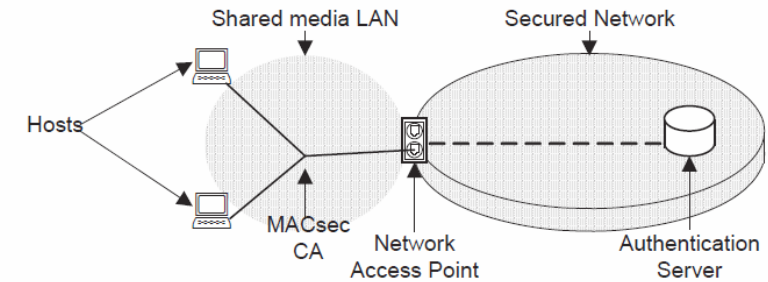 Shared media LAN
Secured Network
Hosts
MACsec
CA
Network
Access Point
Authentication
Server